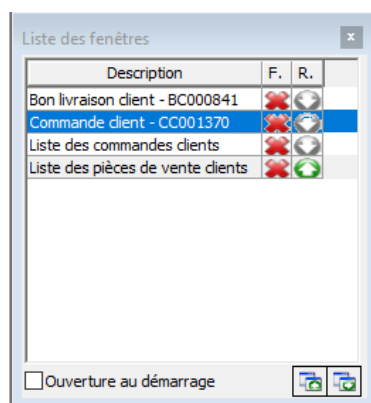 Liste des fenêtres x
Description F. R.
Bon livraison client - BC000841
Commande client - CC001370
Liste des commandes clients
Liste des pièces de vente clients
Ouverture au démarrage